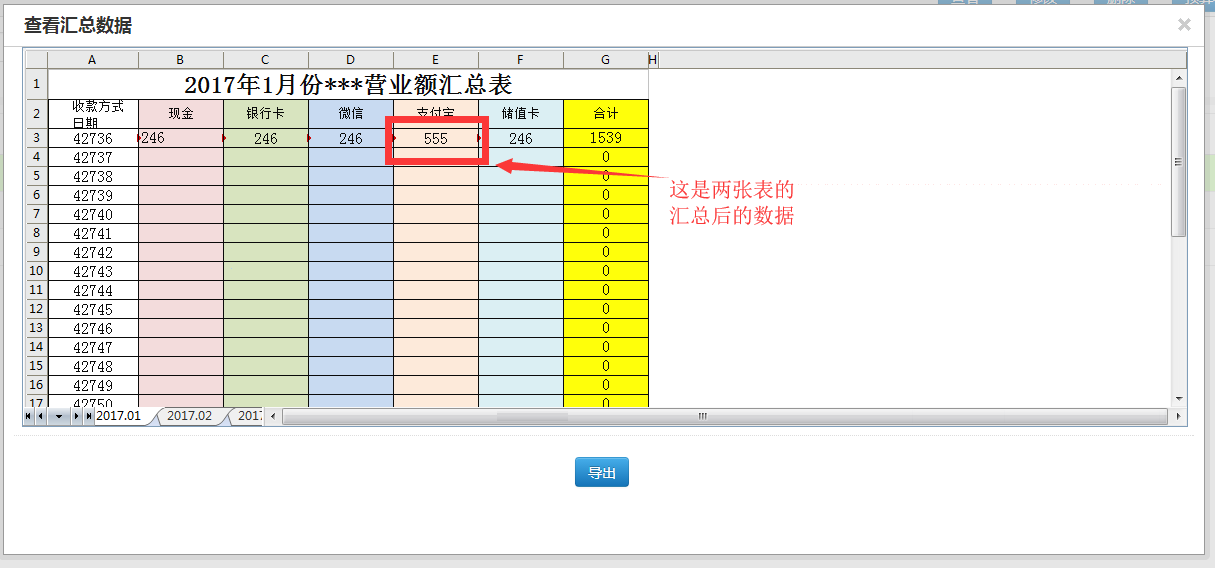 查看汇总数据
×
A B C D E F G H
1 2017年1月份***营业额汇总表
2 收款方式 日期 现金 银行卡 微信 支付宝 储值卡 合计
3 42736 246 246 246 555 246 1539
4 42737 0
5 42738 0
6 42739 0
7 42740 0
8 42741 0
9 42742 0
10 42743 0
11 42744 0
12 42745 0
13 42746 0
14 42747 0
15 42748 0
16 42749 0
17 42750 0
这是两张表的
汇总后的数据
2017.01 2017.02 2017
导出